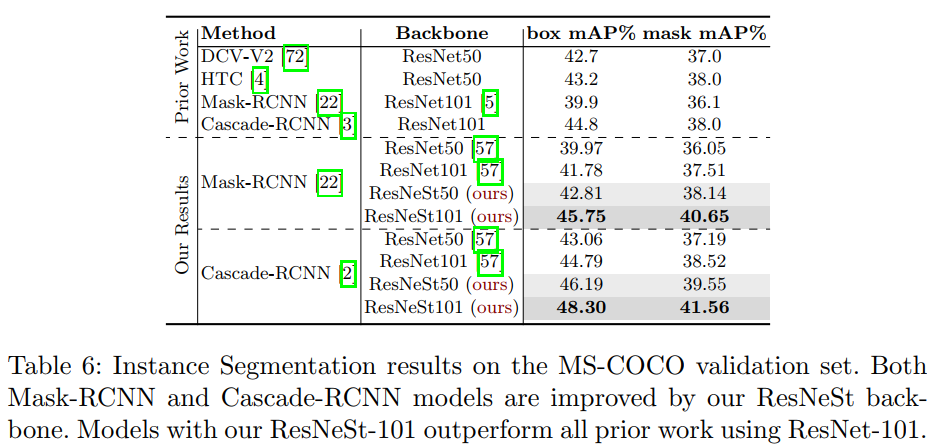 Method Backbone box mAP% mask mAP%
Prior Work
DCV-V2 [72] ResNet50 42.7 37.0
HTC [4] ResNet50 43.2 38.0
Mask-RCNN [22] ResNet101 [5] 39.9 36.1
Cascade-RCNN [3] ResNet101 44.8 38.0
Our Results
Mask-RCNN [22]
ResNet50 [57] 39.97 36.05
ResNet101 [57] 41.78 37.51
ResNeSt50 (ours) 42.81 38.14
ResNeSt101 (ours) 45.75 40.65
Cascade-RCNN [2]
ResNet50 [57] 43.06 37.19
ResNet101 [57] 44.79 38.52
ResNeSt50 (ours) 46.19 39.55
ResNeSt101 (ours) 48.30 41.56
Table 6: Instance Segmentation results on the MS-COCO validation set. Both
Mask-RCNN and Cascade-RCNN models are improved by our ResNeSt back-
bone. Models with our ResNeSt-101 outperform all prior work using ResNet-101.